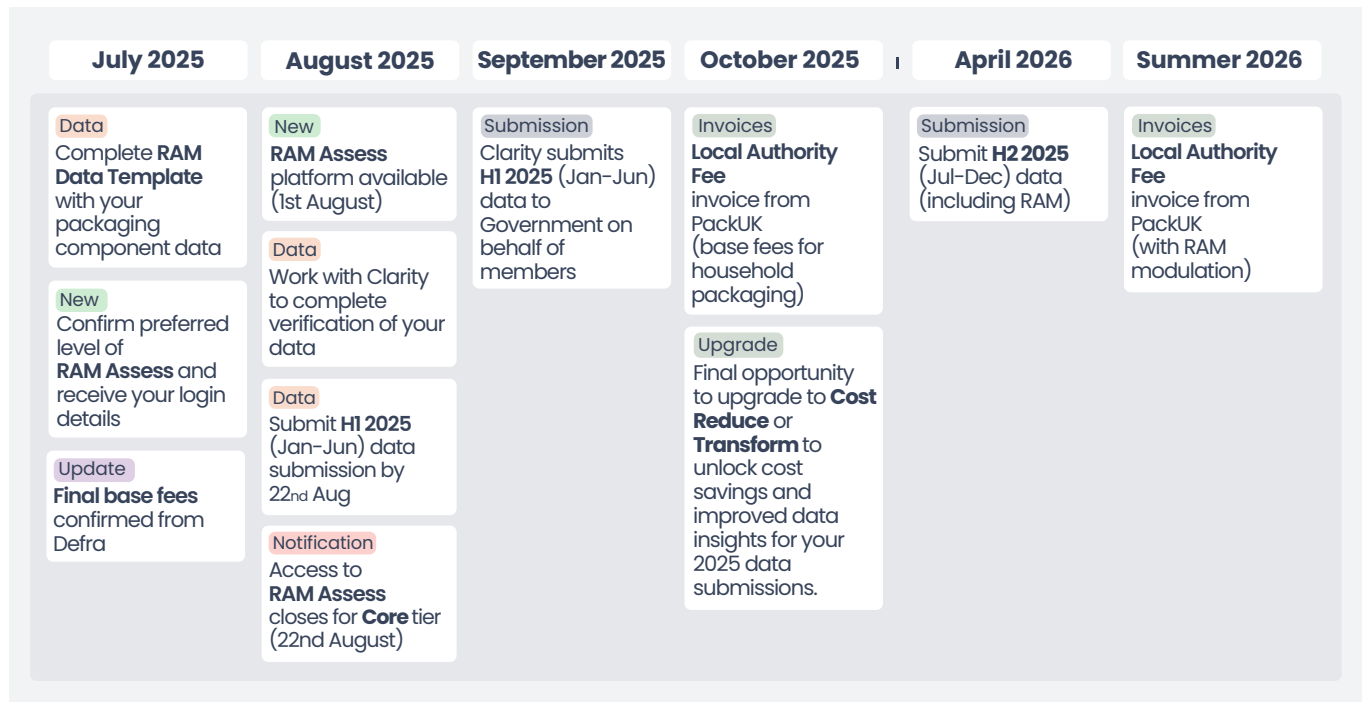 July 2025
August 2025
September 2025
October 2025
April 2026
Summer 2026
Data
Complete RAM
Data Template
with your
packaging
component data
New
Confirm preferred
level of
RAM Assess and
receive your login
details
Update
Final base fees
confirmed from
Defra
New
RAM Assess
platform available
(1st August)
Data
Work with Clarity
to complete
verification of your
data
Data
Submit H1 2025
(Jan-Jun) data
submission by
22nd Aug
Notification
Access to
RAM Assess
closes for Core tier
(22nd August)
Submission
Clarity submits
H1 2025 (Jan-Jun)
data to
Government on
behalf of
members
Invoices
Local Authority
Fee
invoice from
PackUK
(base fees for
household
packaging)
Upgrade
Final opportunity
to upgrade to Cost
Reduce or
Transform to
unlock cost
savings and
improved data
insights for your
2025 data
submissions.
Submission
Submit H2 2025
(Jul-Dec) data
(including RAM)
Invoices
Local Authority
Fee
invoice from
PackUK
(with RAM
modulation)